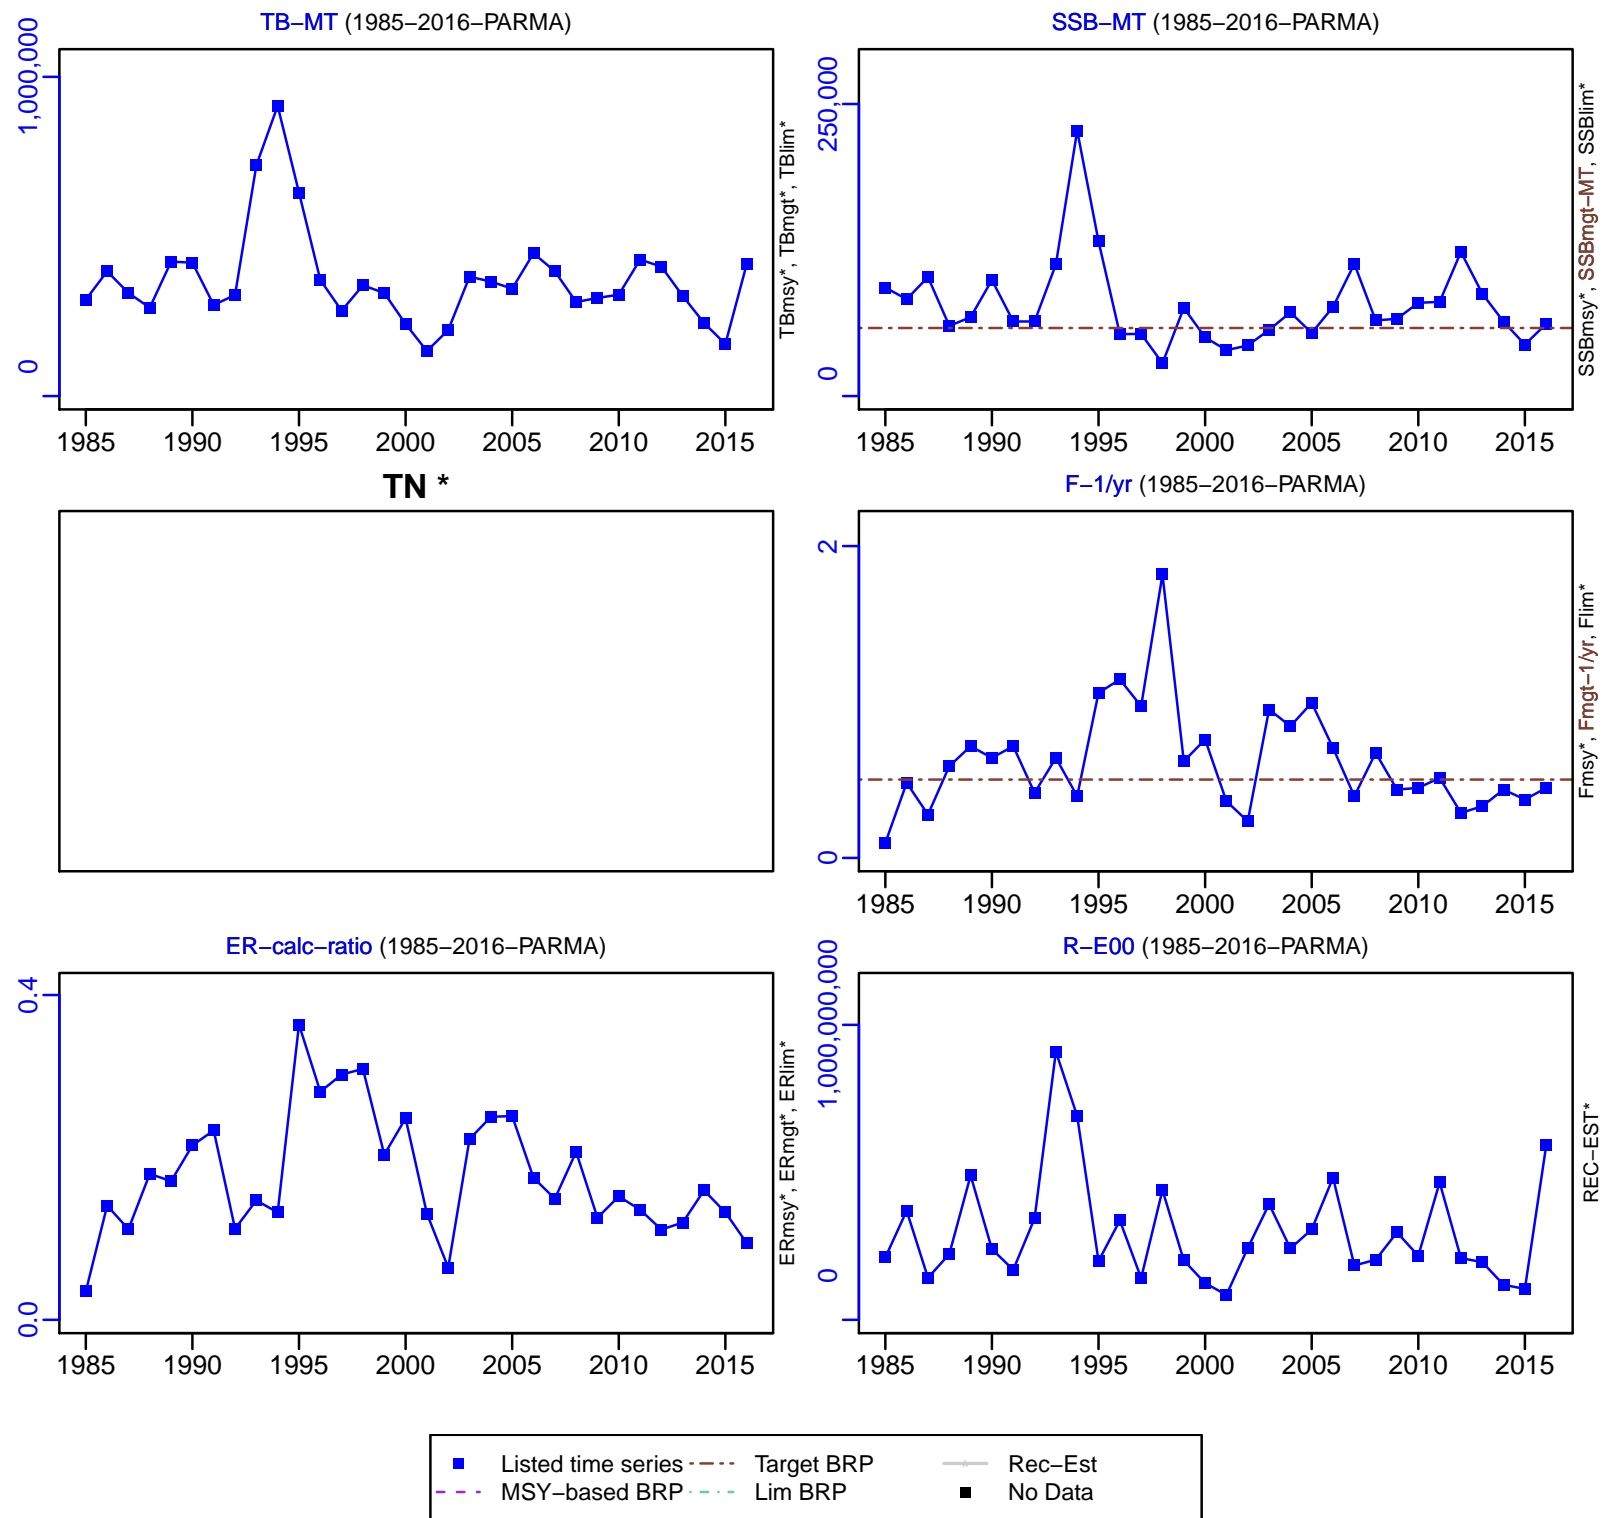 TB−MT (1985−2016−PARMA)
1,000,000
0
TBmsy*, TBmgt*, TBlim*
1985 1990 1995 2000 2005 2010 2015
SSB−MT (1985−2016−PARMA)
250,000
0
SSBmsy*, SSBmgt−MT, SSBlim*
1985 1990 1995 2000 2005 2010 2015
TN *
F−1/yr (1985−2016−PARMA)
2
0
Fmsy*, Fmgt−1/yr, Flim*
1985 1990 1995 2000 2005 2010 2015
ER−calc−ratio (1985−2016−PARMA)
0.4
0.0
ERmsy*, ERmgt*, ERlim*
1985 1990 1995 2000 2005 2010 2015
R−E00 (1985−2016−PARMA)
1,000,000,000
0
REC−EST*
1985 1990 1995 2000 2005 2010 2015
Listed time series Target BRP Rec−Est
MSY−based BRP Lim BRP No Data